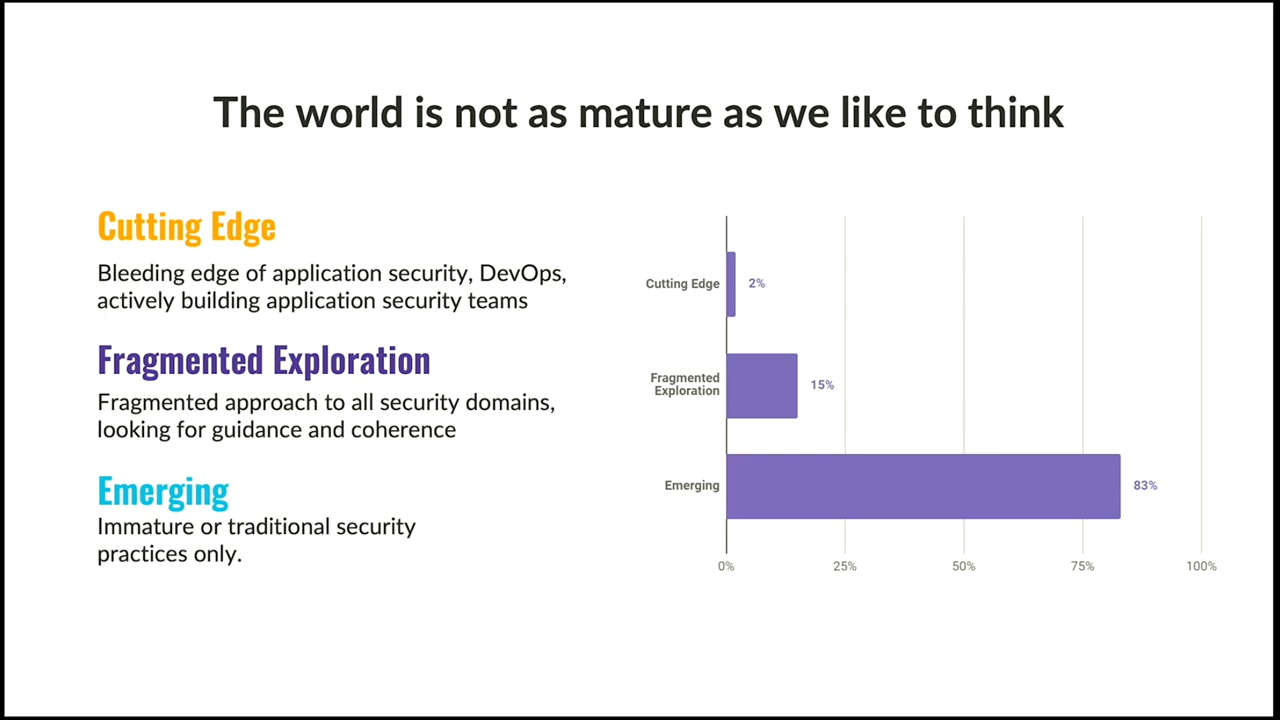 The world is not as mature as we like to think
Cutting Edge
Bleeding edge of application security, DevOps,
actively building application security teams
Fragmented Exploration
Fragmented approach to all security domains,
looking for guidance and coherence
Emerging
Immature or traditional security
practices only.
Cutting Edge
2%
Fragmented
Exploration
15%
Emerging
83%
0%
25%
50%
75%
100%